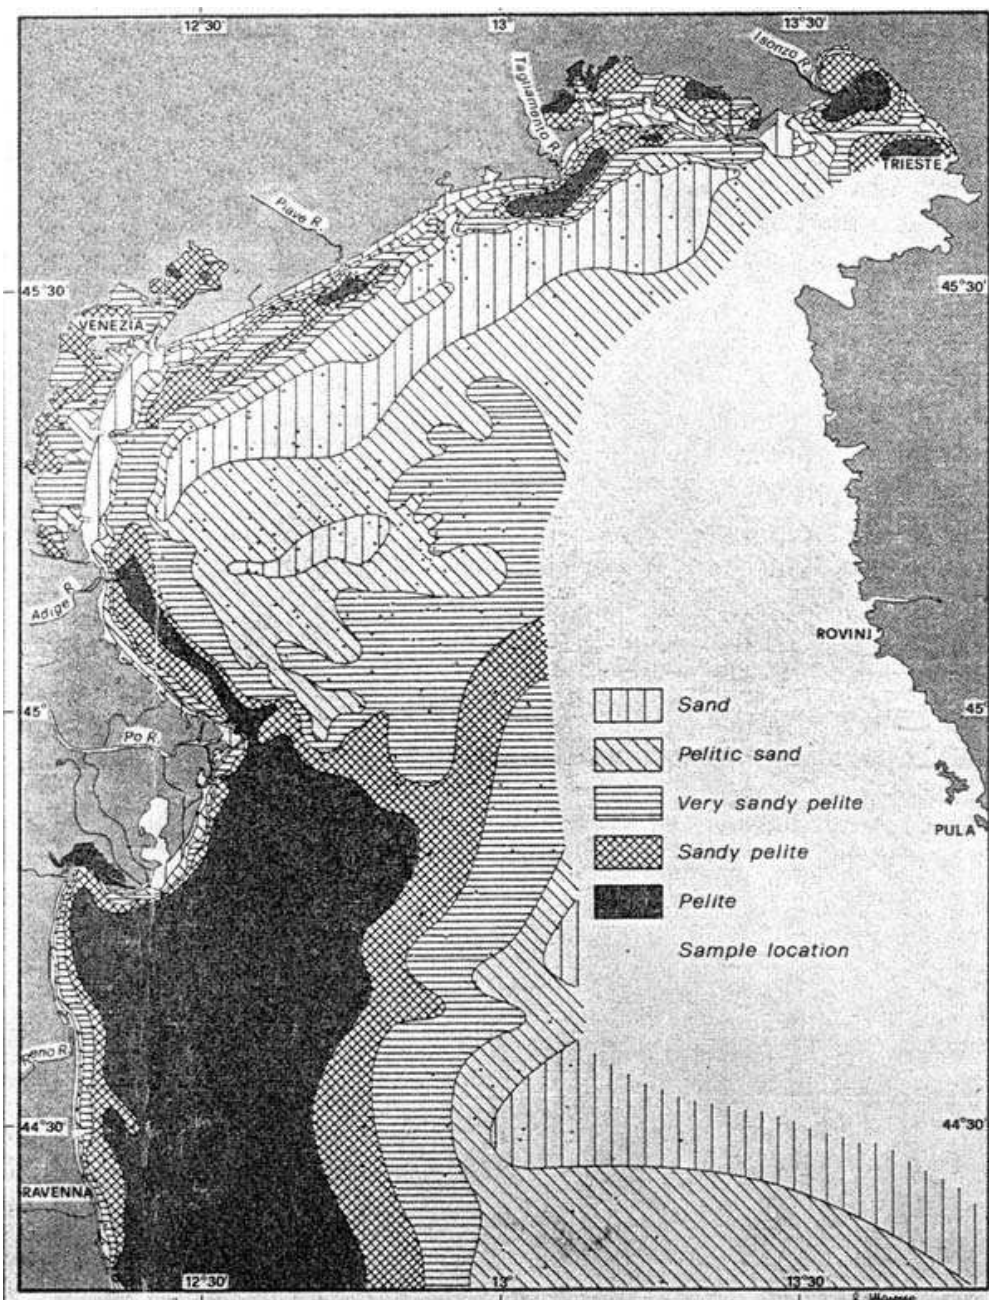 12°30'
13°
13°30'
Isonzo R.
Tagliamento R.
TRIESTE
Piave R.
45°30'
45°30'
VENEZIA
Adige R.
ROVINJ
Sand
45°
45°
Po R.
Pelitic sand
Very sandy pelite
PULA
Sandy pelite
Pelite
Sample location
eno R.
44°30'
44°30'
RAVENNA
12°30'
13°
13°30'